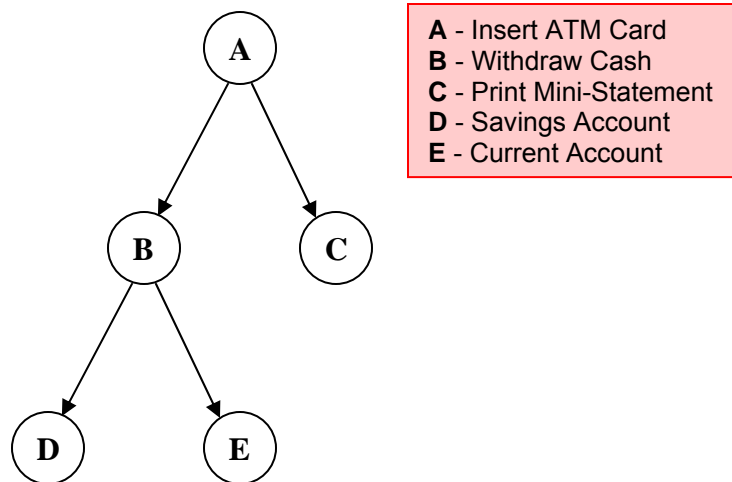 A
A - Insert ATM Card
B - Withdraw Cash
C - Print Mini-Statement
D - Savings Account
E - Current Account
B
C
D
E